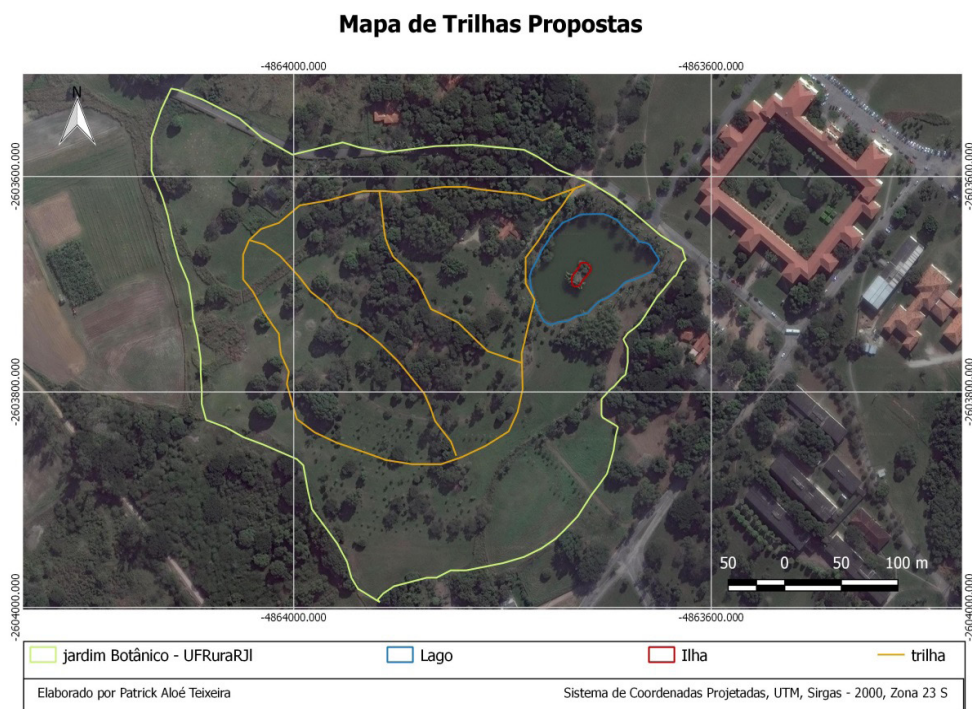 Mapa de Trilhas Propostas
-4864000.000 -4863600.000
N
-2603600.000 -2603600.000
-2603800.000 -2603800.000
-2604000.000 -2604000.000
50 0 50 100 m
-4864000.000 -4863600.000
jardim Botânico - UFRuraRJl Lago Ilha trilha
Elaborado por Patrick Aloé Teixeira Sistema de Coordenadas Projetadas, UTM, Sirgas - 2000, Zona 23 S